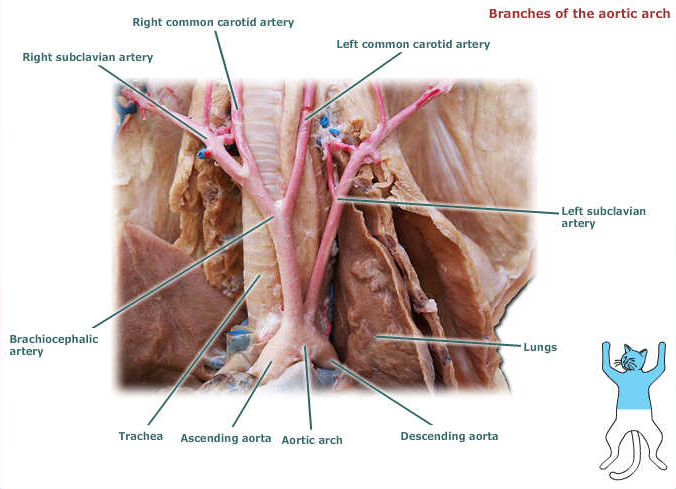 Branches of the aortic arch
Right common carotid artery
Left common carotid artery
Right subclavian artery
Left subclavian
artery
Brachiocephalic
artery
Lungs
Trachea
Ascending aorta
Aortic arch
Descending aorta